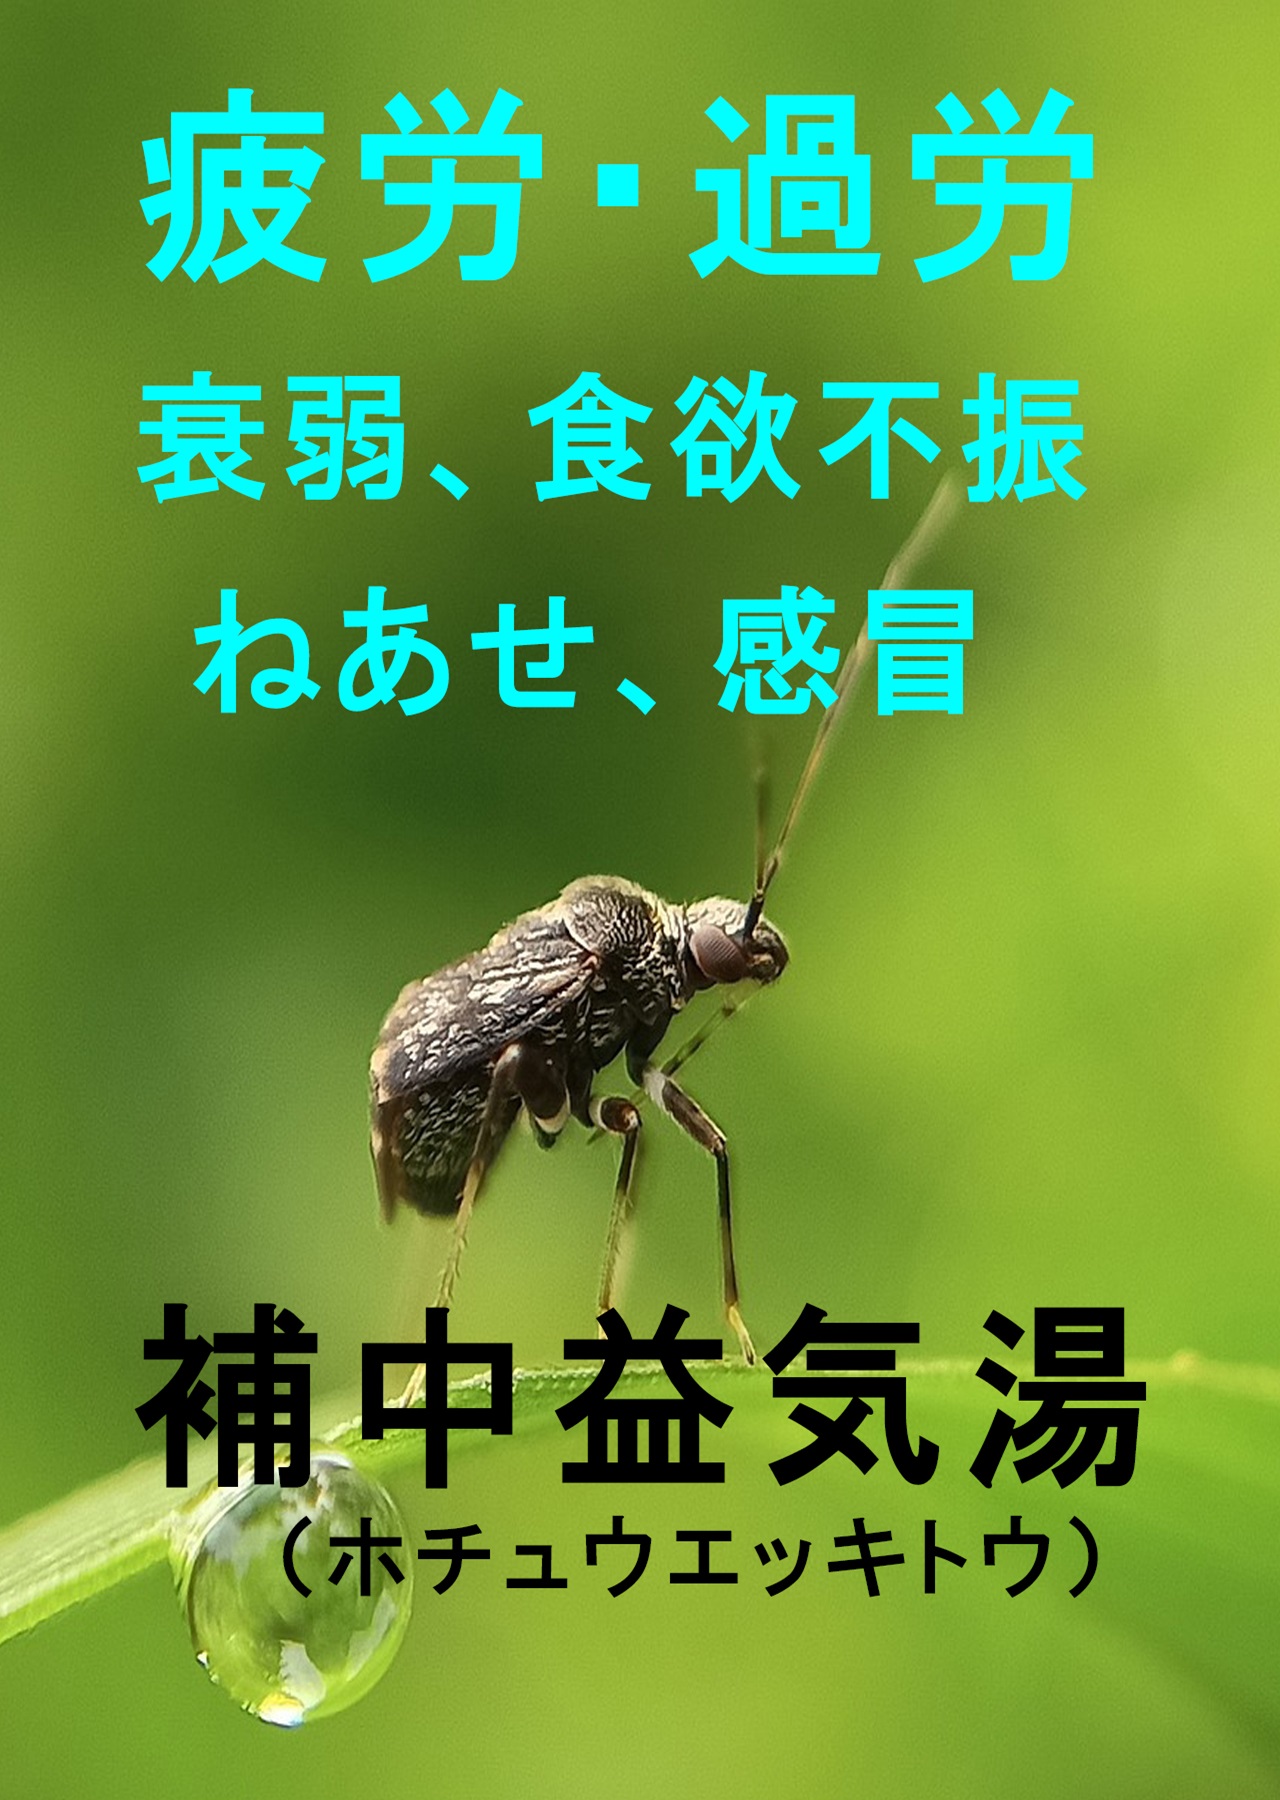 疲労・過労
衰弱、食欲不振
ねあせ、感冒
補中益気湯
（ホチュウエッキトウ）